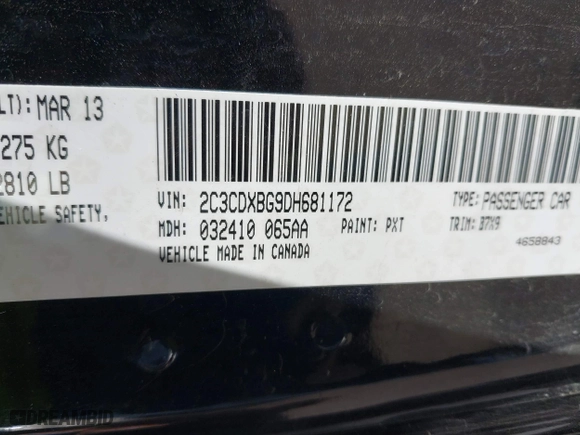 LT): MAR 13
275 KG
2810 LB
EHICLE SAFETY,
VIN: 2C3CDXBG9DH681172
TYPE: PASSENGER CAR
MDH: 032410 065AA
PAINT: PXT
TRIM: B7X9
VEHICLE MADE IN CANADA
4658843
DREAMBID